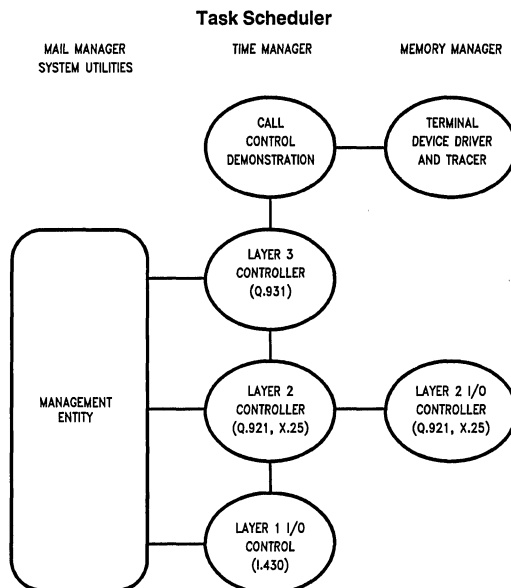 Task Scheduler
MAIL MANAGER
SYSTEM UTILITIES
TIME MANAGER
MEMORY MANAGER
CALL
CONTROL
DEMONSTRATION
TERMINAL
DEVICE DRIVER
AND TRACER
LAYER 3
CONTROLLER
(Q.931)
MANAGEMENT
ENTITY
LAYER 2
CONTROLLER
(Q.921, X.25)
LAYER 2 I/O
CONTROLLER
(Q.921, X.25)
LAYER 1 I/O
CONTROL
(I.430)